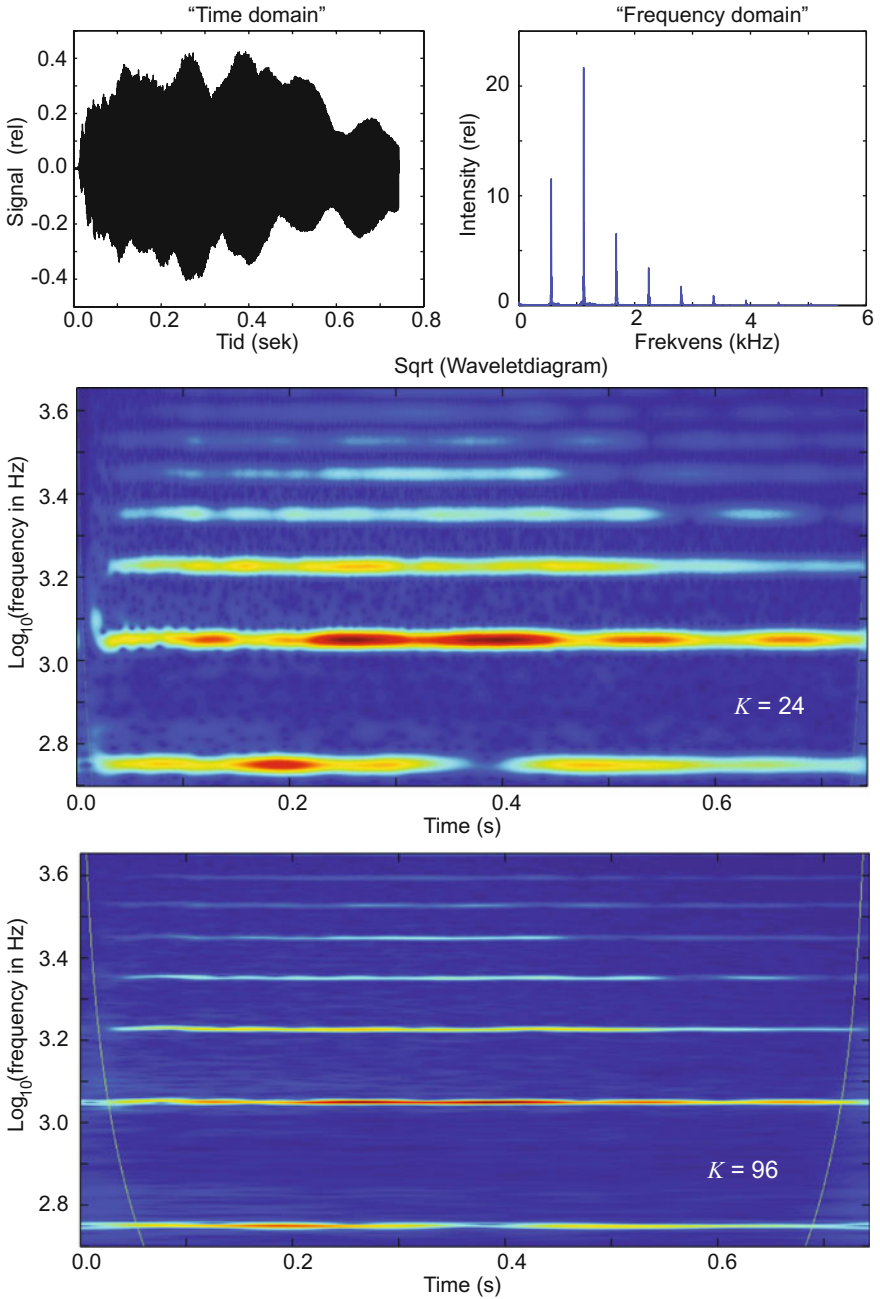 “Time domain”
“Frequency domain”
Signal (rel)
0.4
0.2
0.0
-0.2
-0.4
0.0 0.2 0.4 0.6 0.8
Tid (sek)
Intensity (rel)
20
10
0
0 2 4 6
Frekvens (kHz)
Sqrt (Waveletdiagram)
Log10(frequency in Hz)
3.6
3.4
3.2
3.0
2.8
K = 24
0.0 0.2 0.4 0.6
Time (s)
Log10(frequency in Hz)
3.6
3.4
3.2
3.0
2.8
K = 96
0.0 0.2 0.4 0.6
Time (s)